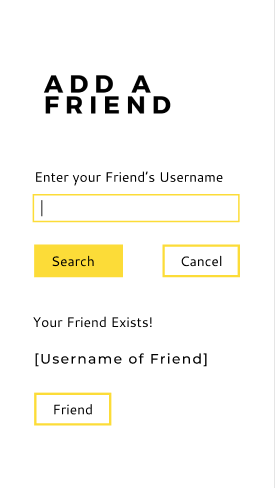 ADD A
FRIEND
Enter your Friend's Username
Search
Cancel
Your Friend Exists!
[Username of Friend]
Friend